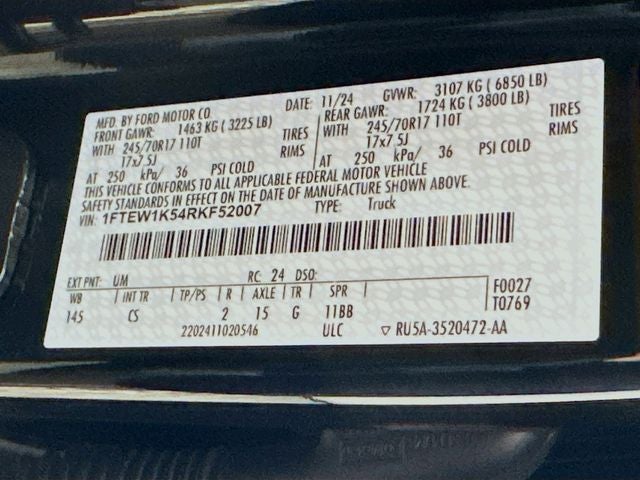 MFD. BY FORD MOTOR CO. DATE: 11/24 GVWR: 3107 KG ( 6850 LB)
FRONT GAWR: 1463 KG ( 3225 LB) REAR GAWR: 1724 KG ( 3800 LB)
WITH 245/70R17 110T TIRES WITH 245/70R17 110T TIRES
17x7.5J RIMS 17x7.5J RIMS
AT 250 kPa/ 36 PSI COLD AT 250 kPa/ 36 PSI COLD
THIS VEHICLE CONFORMS TO ALL APPLICABLE FEDERAL MOTOR VEHICLE
SAFETY STANDARDS IN EFFECT ON THE DATE OF MANUFACTURE SHOWN ABOVE.
VIN: 1FTEW1K54RKF52007 TYPE: Truck
EXT PNT: UM RC: 24 DSO:
WB INT TR TP/PS R AXLE TR SPR F0027
145 CS 2 15 G 11BB T0769
2202411020546 ULC ▽ RU5A-3520472-AA